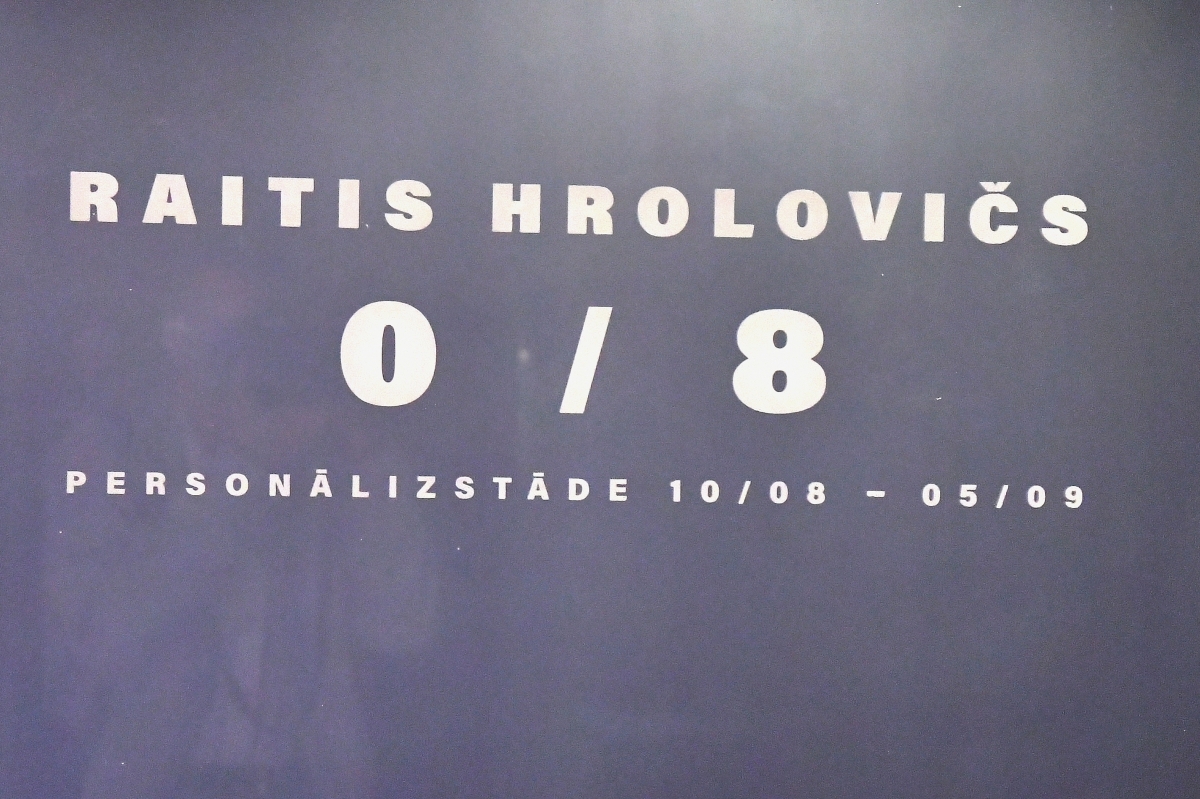 RAITIS HROLOVIČS
0 / 8
PERSONĀLIZSTĀDE 10/08 - 05/09